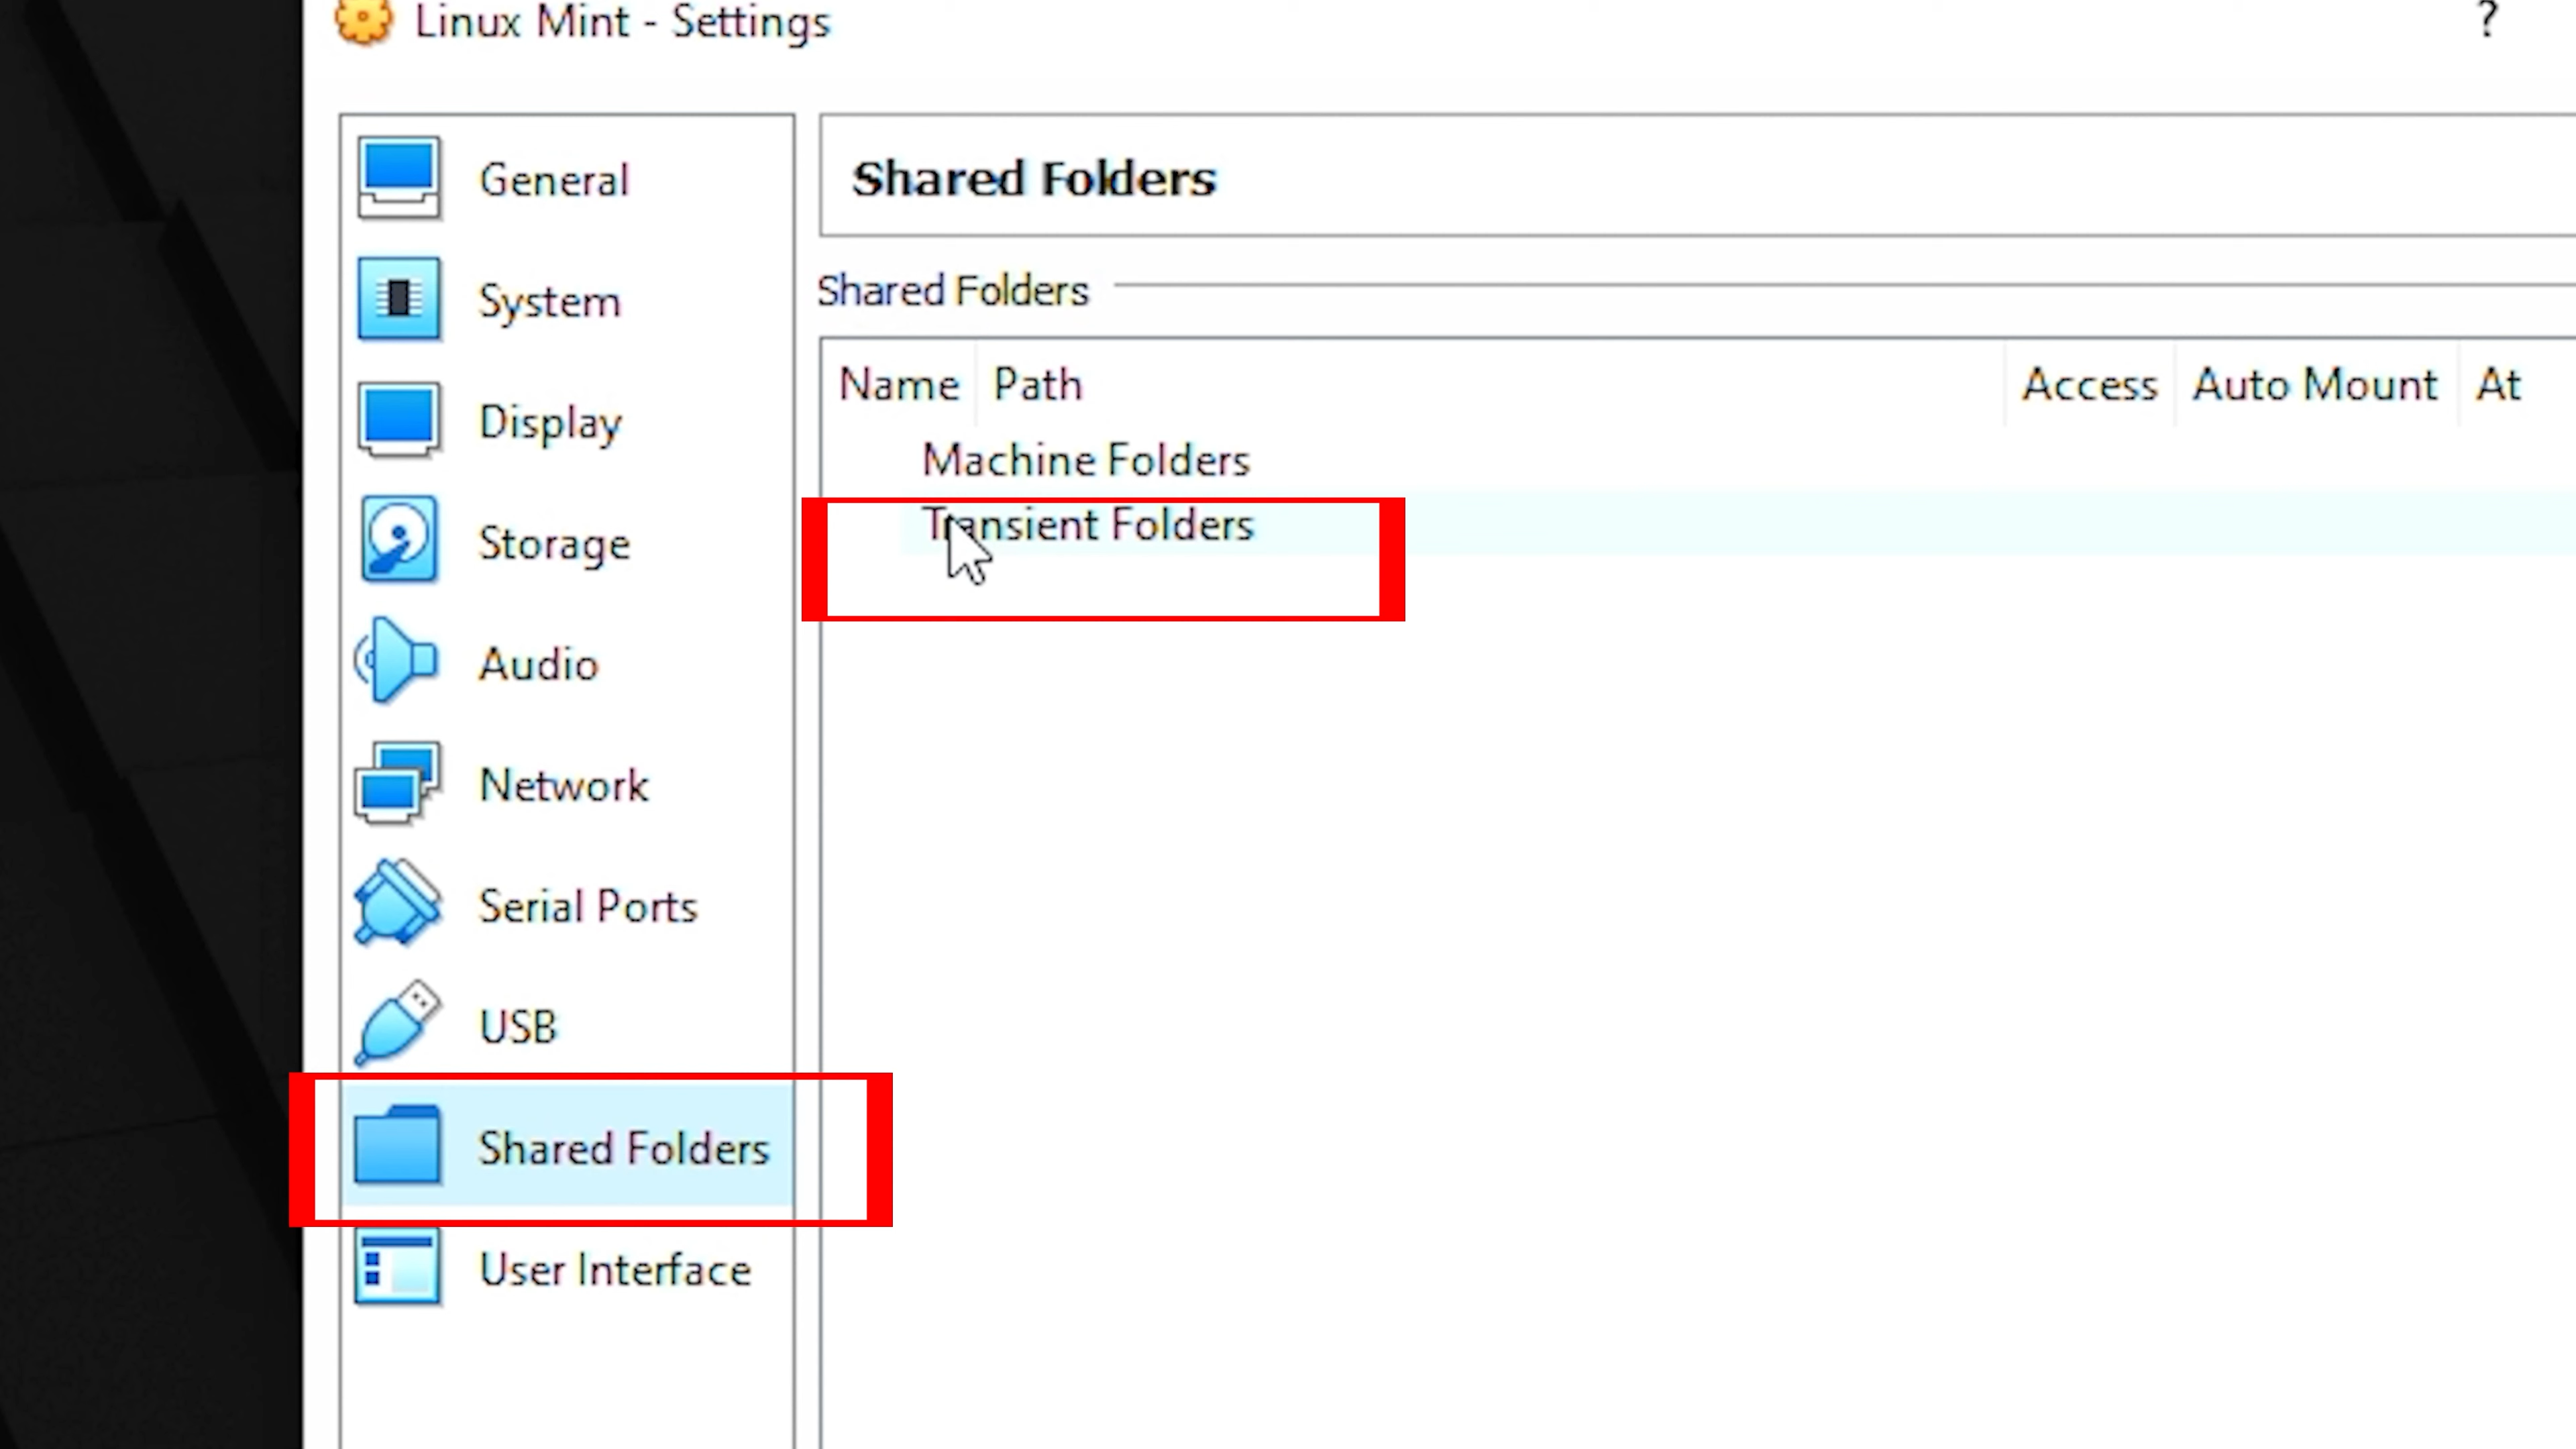 Linux Mint - Settings
?
General
System
Display
Storage
Audio
Network
Serial Ports
USB
Shared Folders
User Interface
Shared Folders
Shared Folders
Name Path Access Auto Mount At
Machine Folders
Transient Folders